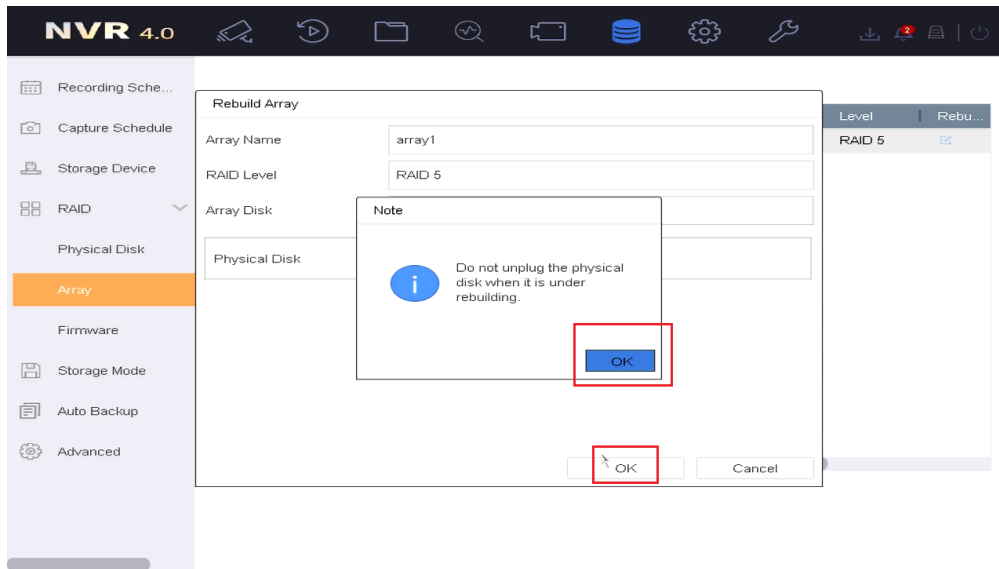 NVR 4.0
2
Recording Sche...
Capture Schedule
Storage Device
RAID
Physical Disk
Array
Firmware
Storage Mode
Auto Backup
Advanced
Rebuild Array
Array Name array1
RAID Level RAID 5
Array Disk
Physical Disk
Note
Do not unplug the physical
disk when it is under
rebuilding.
OK
OK Cancel
Level Rebu...
RAID 5